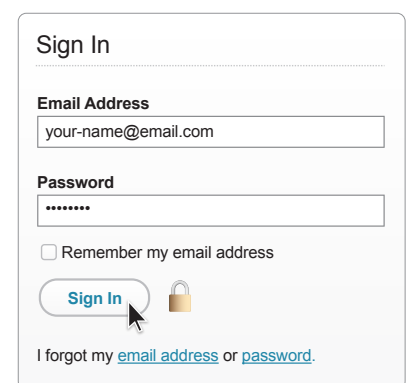 Sign In
Email Address
your-name@email.com
Password
••••••••
Remember my email address
Sign In
I forgot my email address or password.